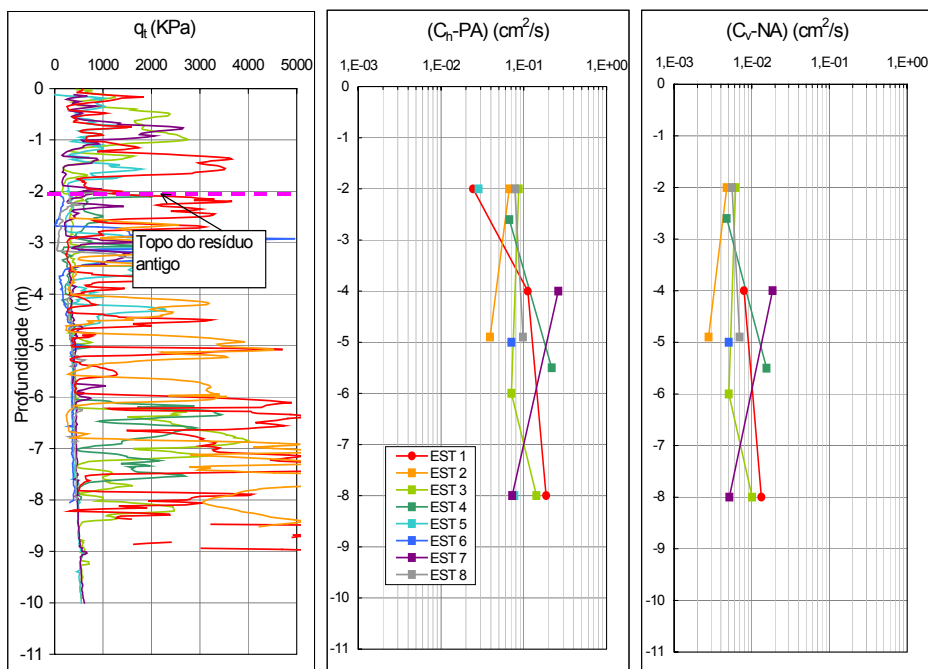 qt (KPa)
0 1000 2000 3000 4000 5000
0
-1
-2
-3
-4
-5
-6
-7
-8
-9
-10
-11
Profundidade (m)
Topo do resíduo
antigo
(Ch-PA) (cm²/s)
1,E-03 1,E-02 1,E-01 1,E+00
0
-1
-2
-3
-4
-5
-6
-7
-8
-9
-10
-11
EST 1
EST 2
EST 3
EST 4
EST 5
EST 6
EST 7
EST 8
(Cv-NA) (cm²/s)
1,E-03 1,E-02 1,E-01 1,E+00
0
-1
-2
-3
-4
-5
-6
-7
-8
-9
-10
-11